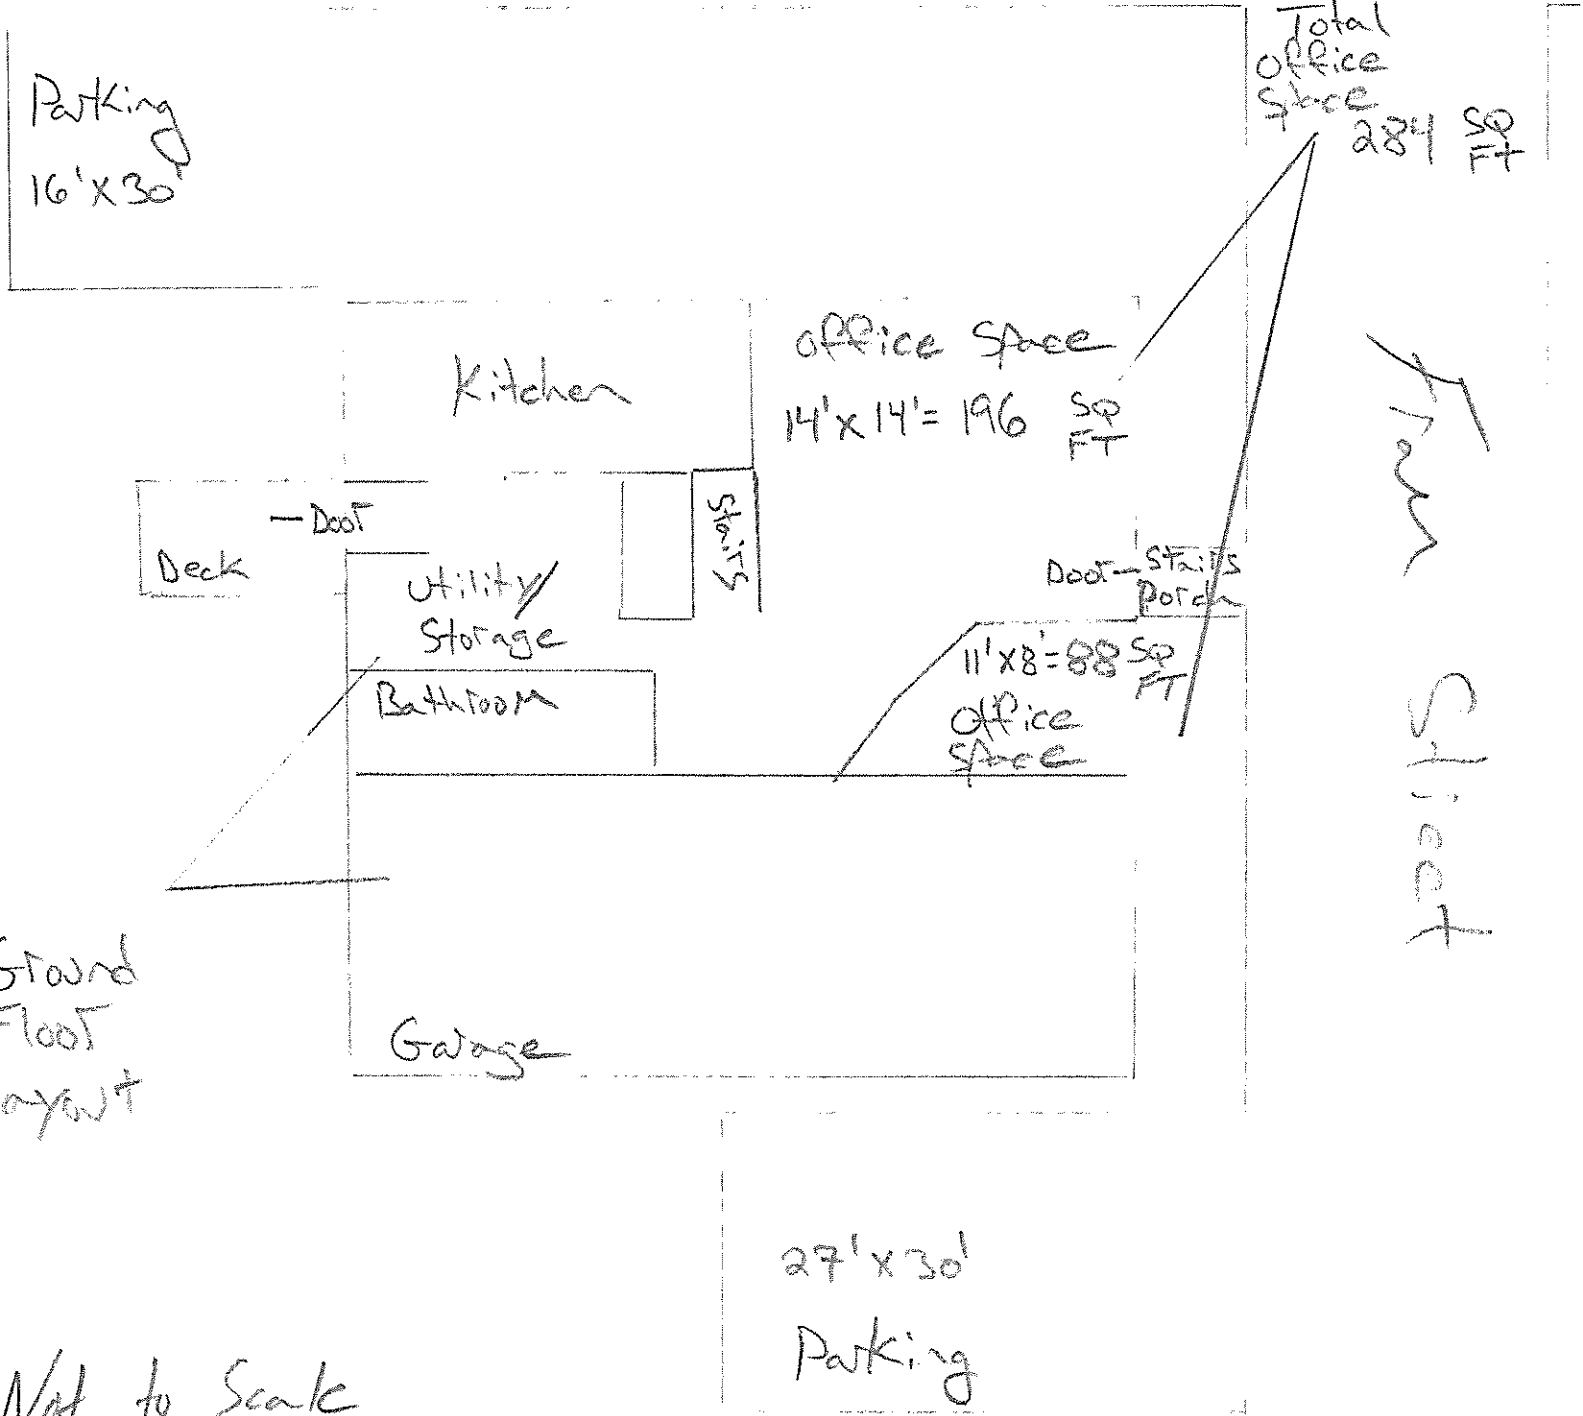 Total
Office
Space
284 SQ
FT
Parking
16'x30'
Office Space
14'x14'= 196 SQ
FT
Kitchen
Stairs
Door
Deck
Utility/
Storage
Door
Stairs
Porch
11'x8'=88 SQ
FT
Office
Space
Bathroom
Street
Garage
Ground
Floor
ayout
27'x30'
Parking
Not to Scale